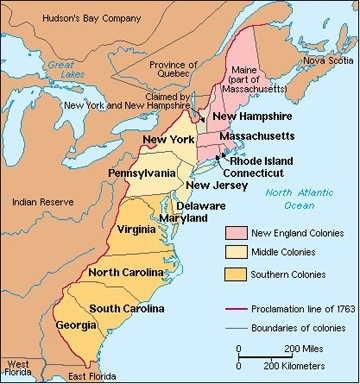 Hudson's Bay Company
Great
Lakes
Province of
Quebec
Nova Scotia
Maine
(part of
Massachusetts)
Claimed by
New York and New Hampshire
New Hampshire
Massachusetts
New York
Rhode Island
Connecticut
Pennsylvania
New Jersey
North Atlantic
Ocean
Indian Reserve
Delaware
Maryland
Virginia
New England Colonies
Middle Colonies
Southern Colonies
North Carolina
South Carolina
Georgia
Proclamation line of 1763
Boundaries of colonies
0 200 Miles
0 200 Kilometers
West
Florida
East Florida